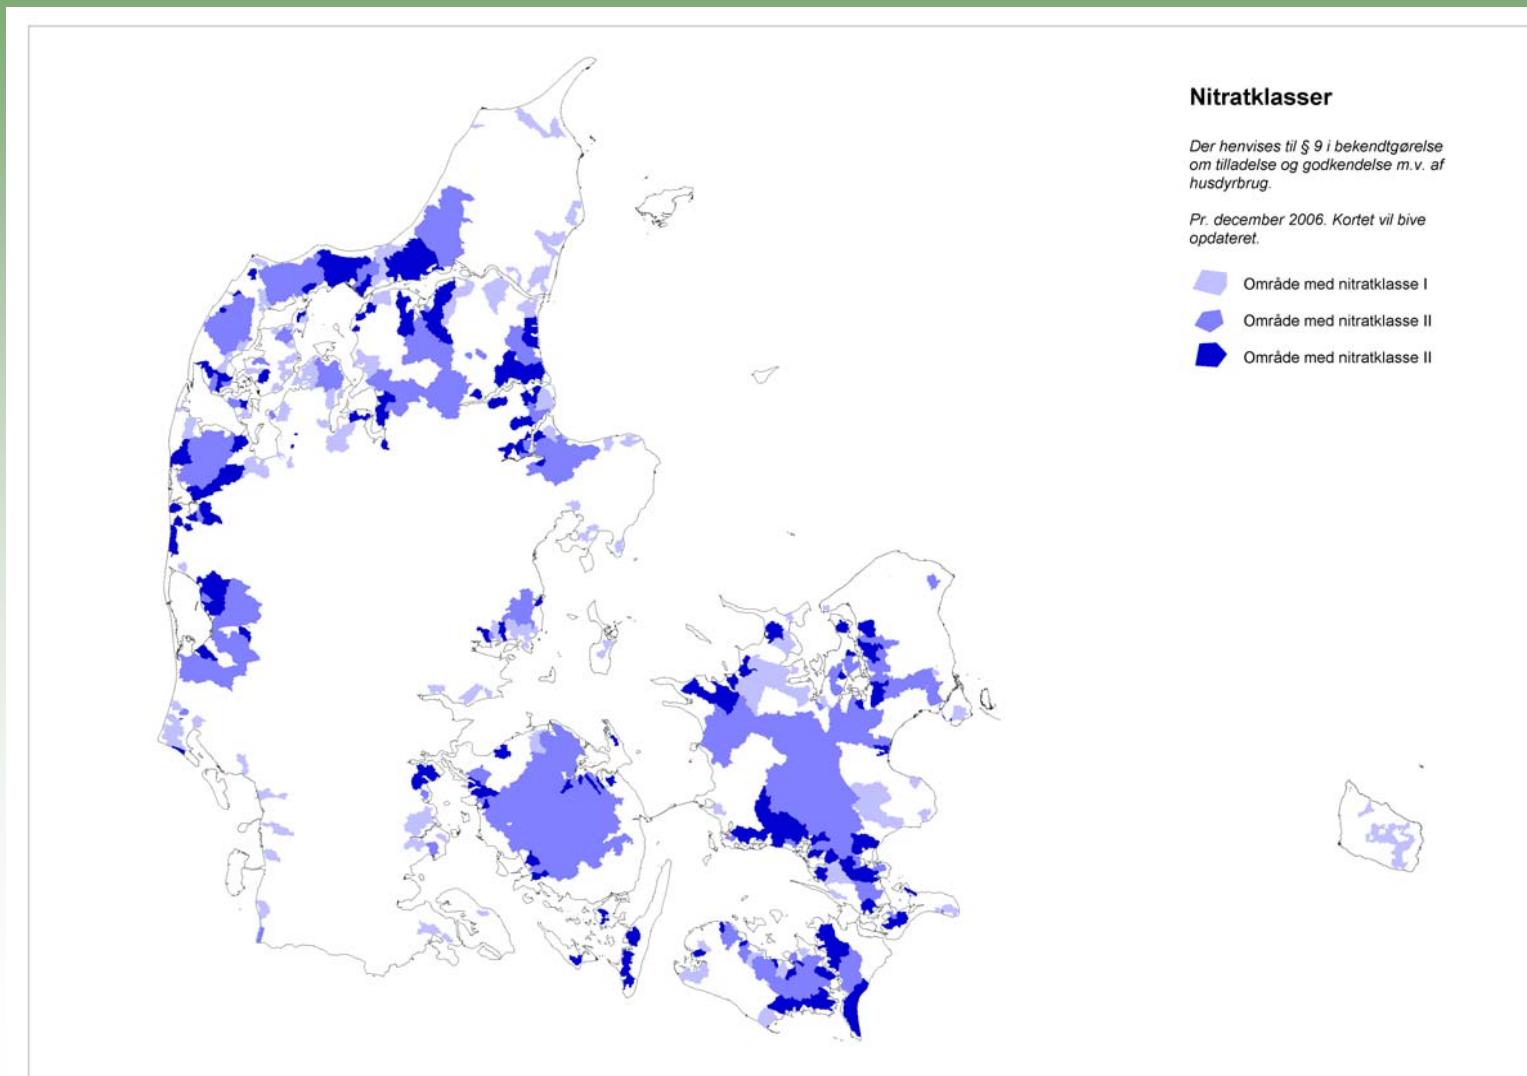 Nitratklasser
Der henvises til § 9 i bekendtgørelse
om tilladelse og godkendelse m.v. af
husdyrbrug.
Pr. december 2006. Kortet vil bive
opdateret.
Område med nitratklasse I
Område med nitratklasse II
Område med nitratklasse II